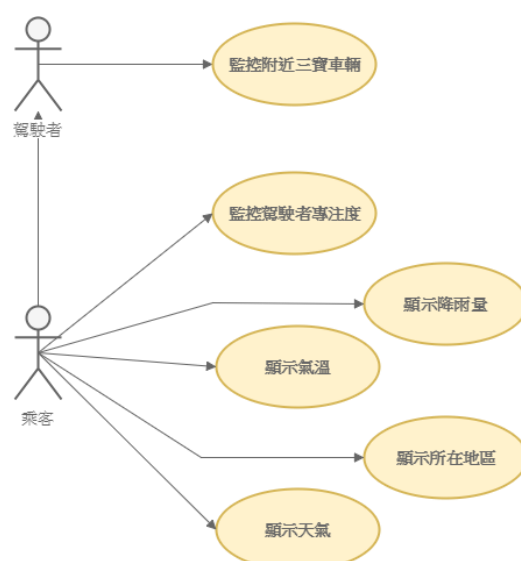 監控附近三寶車輛
駕駛者
監控駕駛者專注度
顯示降雨量
顯示氣溫
乘客
顯示所在地區
顯示天氣